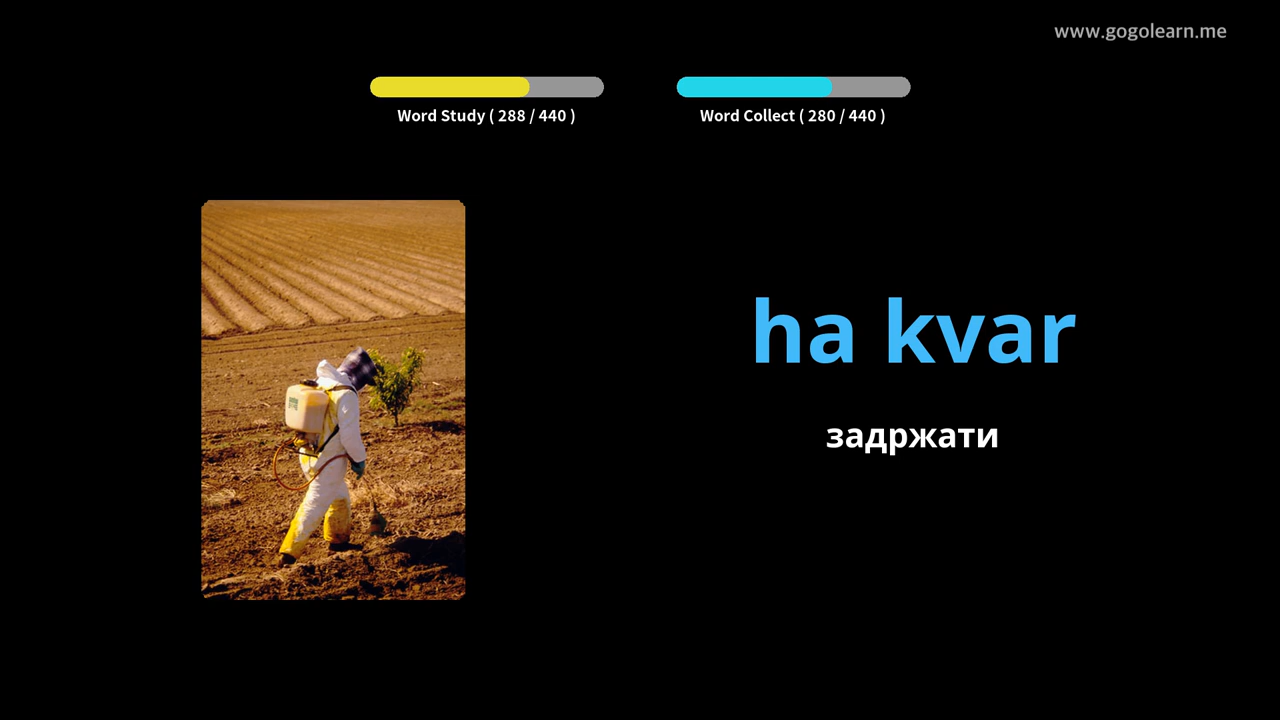 www.gogolearn.me
Word Study ( 288 / 440 )
Word Collect ( 280 / 440 )
ha kvar
задржати